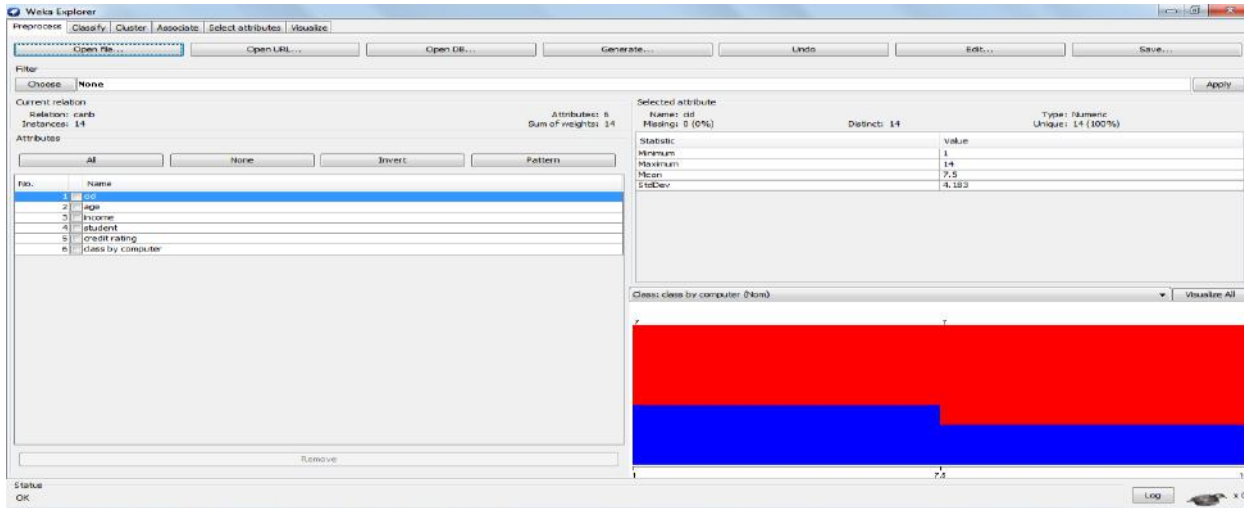 Weka Explorer
Preprocess Classify Cluster Associate Select attributes Visualize
Open file... Open URL... Open DB... Generate... Undo Edit... Save...
Filter
Choose None Apply
Current relation
Relation: canb Attributes: 6
Instances: 14 Sum of weights: 14
Attributes
All None Invert Pattern
No. Name
1
2 age
3 income
4 student
5 credit rating
6 class by computer
Remove
Selected attribute
Name: Type: Numeric
Missing: 0 (0%) Distinct: 14 Unique: 14 (100%)
Statistic Value
Minimum 1
Maximum 14
Mean 7.5
StdDev 4.183
Class: class by computer (Nom) Visualize All
7 7
1 7.5
Status
OK
Log